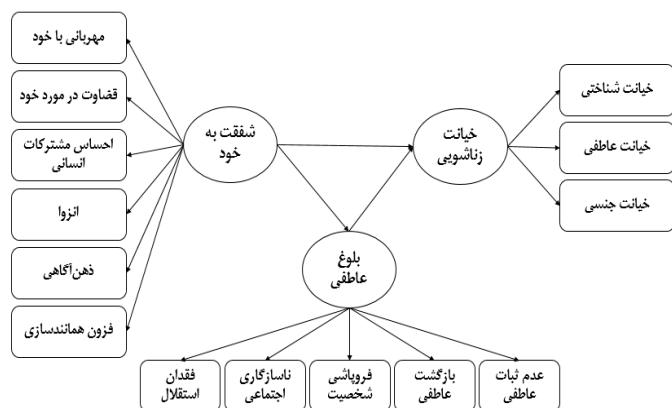 مهربانی با خود
قضاوت در مورد خود
احساس مشترکات
انسانی
انزوا
ذهن‌آگاهی
فزون همانندسازی
شفقت به
خود
خیانت
زناشویی
خیانت شناختی
خیانت عاطفی
خیانت جنسی
بلوغ
عاطفی
عدم ثبات
عاطفی
بازگشت
عاطفی
فروپاشی
شخصیت
ناسازگاری
اجتماعی
فقدان
استقلال